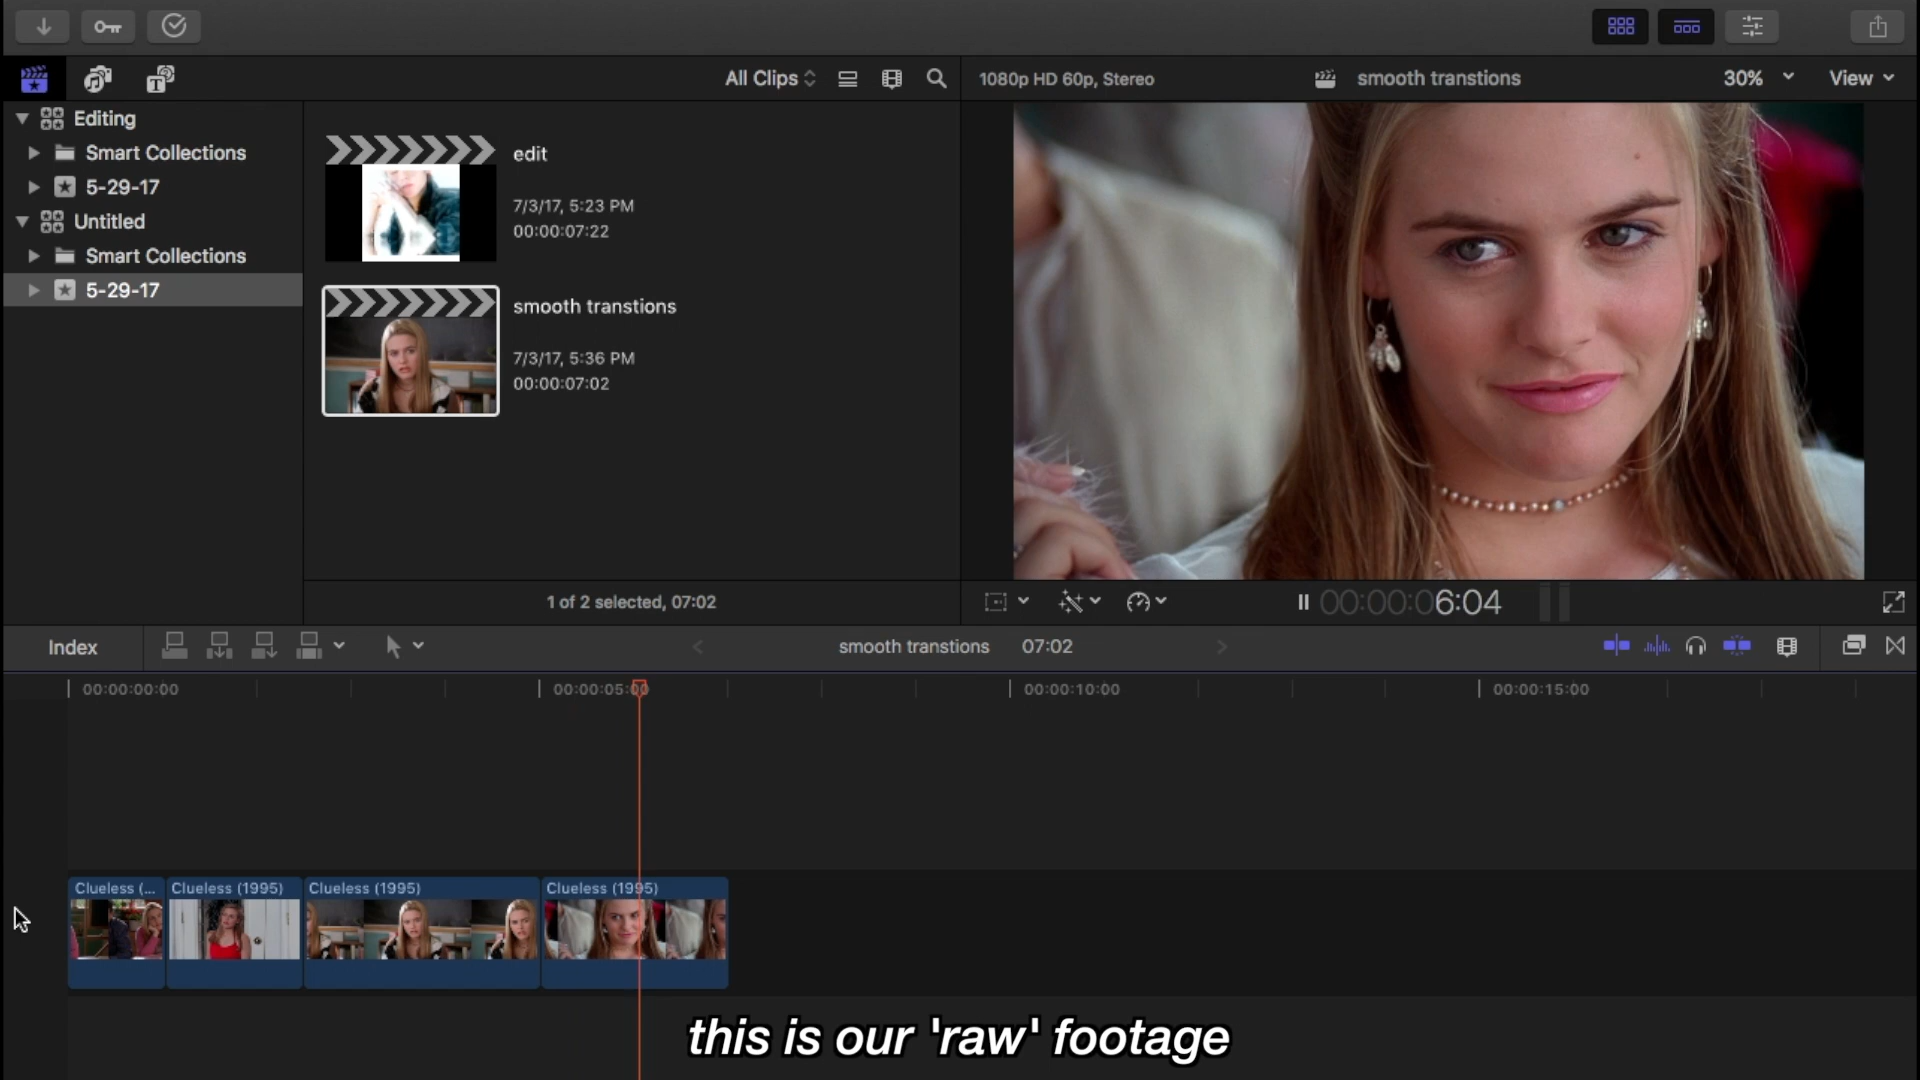 All Clips
1080p HD 60p, Stereo
smooth transtions
30%
View
Editing
Smart Collections
5-29-17
Untitled
Smart Collections
5-29-17
edit
7/3/17, 5:23 PM
00:00:07:22
smooth transtions
7/3/17, 5:36 PM
00:00:07:02
1 of 2 selected, 07:02
00:00:06:04
Index
smooth transtions 07:02
00:00:00:00
00:00:05:00
00:00:10:00
00:00:15:00
Clueless (...
Clueless (1995)
Clueless (1995)
Clueless (1995)
this is our 'raw' footage